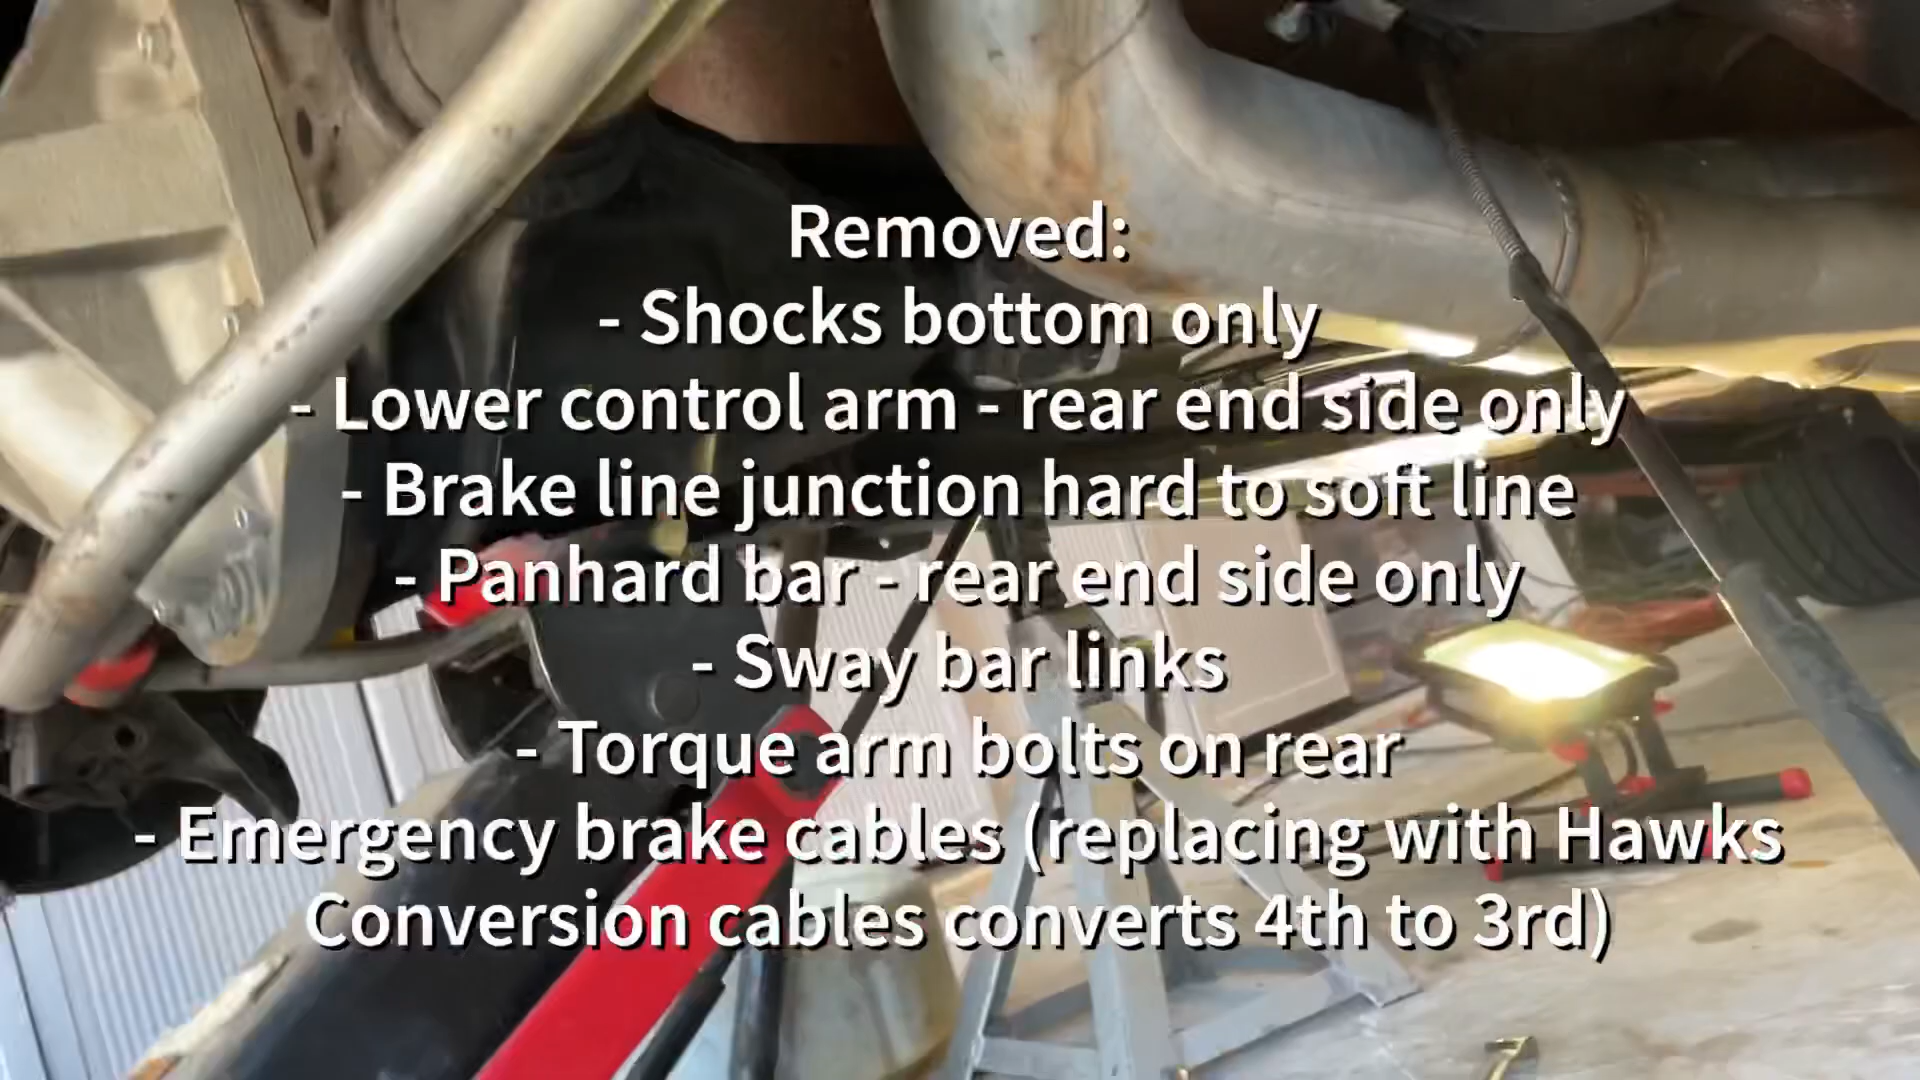 Removed:
- Shocks bottom only
- Lower control arm - rear end side only
- Brake line junction hard to soft line
- Panhard bar - rear end side only
- Sway bar links
- Torque arm bolts on rear
- Emergency brake cables (replacing with Hawks
Conversion cables converts 4th to 3rd)